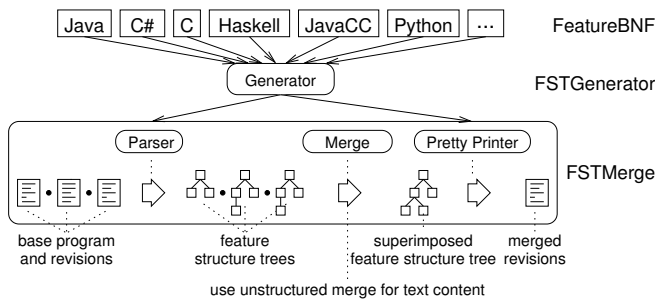 Java C# C Haskell JavaCC Python ... FeatureBNF
Generator FSTGenerator
Parser Merge Pretty Printer
FSTMerge
base program and revisions
feature structure trees
superimposed feature structure tree
merged revisions
use unstructured merge for text content